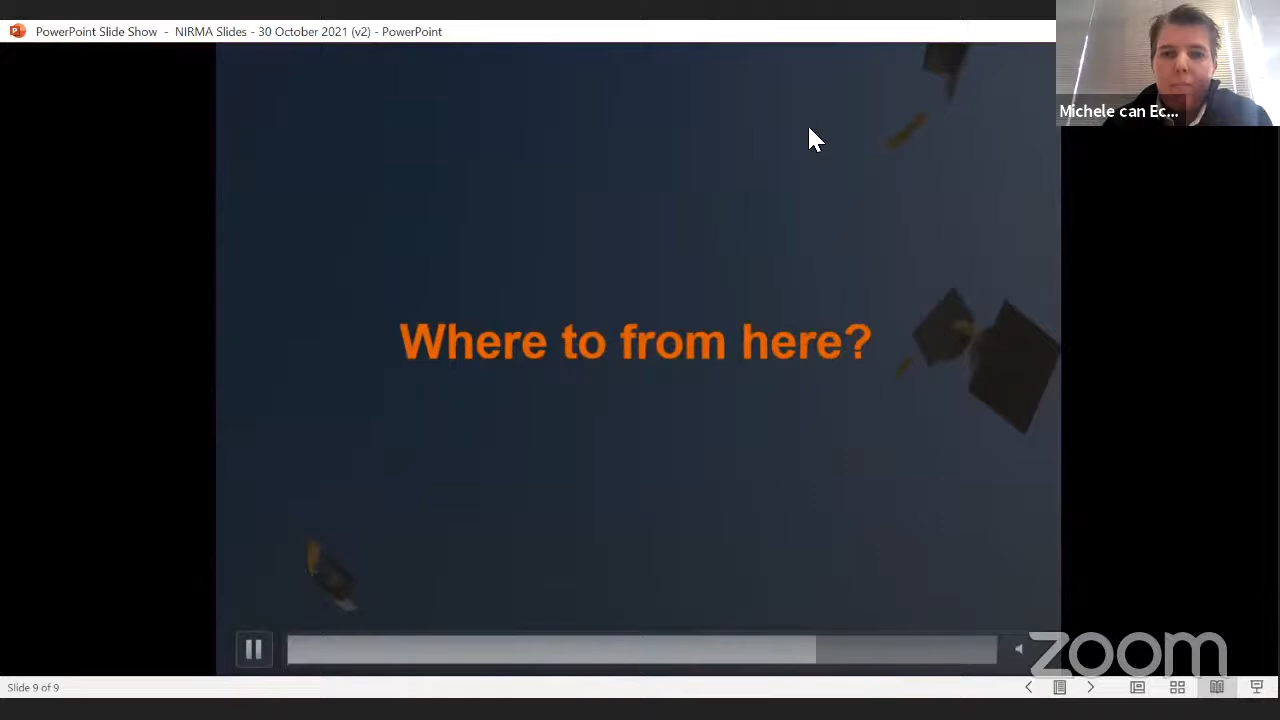 PowerPoint Slide Show - NIRMA Slides - 30 October 2021 (v2) - PowerPoint
Michele can Ec...
Where to from here?
zoom
Slide 9 of 9